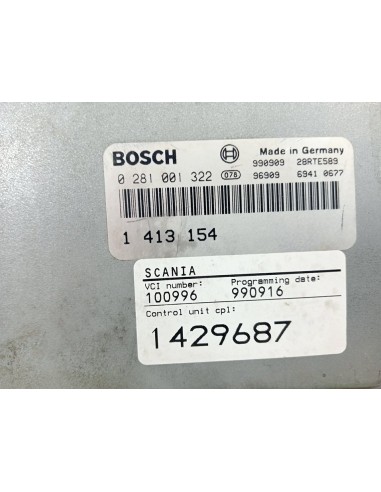 BOSCH Made in Germany
990909 28RTE589
0 281 001 322 078 96909 6941 0677
1 413 154
SCANIA
VCI number: Programming date:
100996 990916
Control unit cpl:
1429687